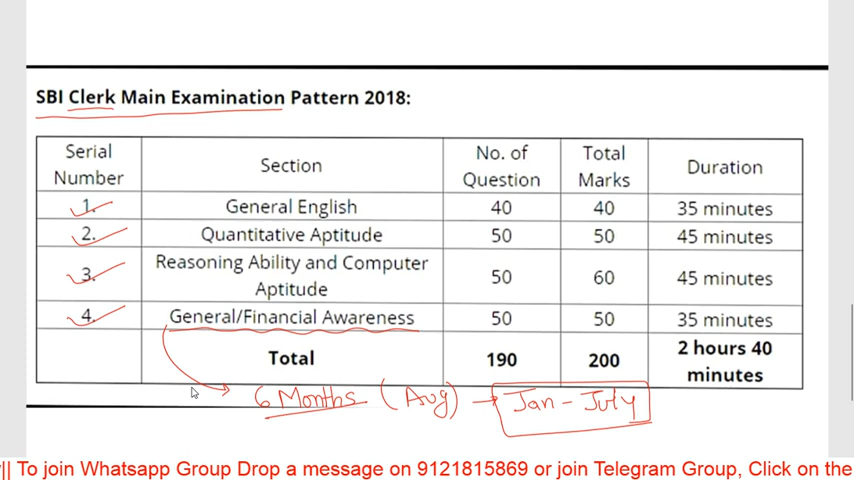 SBI Clerk Main Examination Pattern 2018:
Serial Number Section No. of Question Total Marks Duration
1. General English 40 40 35 minutes
2. Quantitative Aptitude 50 50 45 minutes
3. Reasoning Ability and Computer Aptitude 50 60 45 minutes
4. General/Financial Awareness 50 50 35 minutes
Total 190 200 2 hours 40 minutes
6 Months (Aug) → Jan - July
|| To join Whatsapp Group Drop a message on 9121815869 or join Telegram Group, Click on the